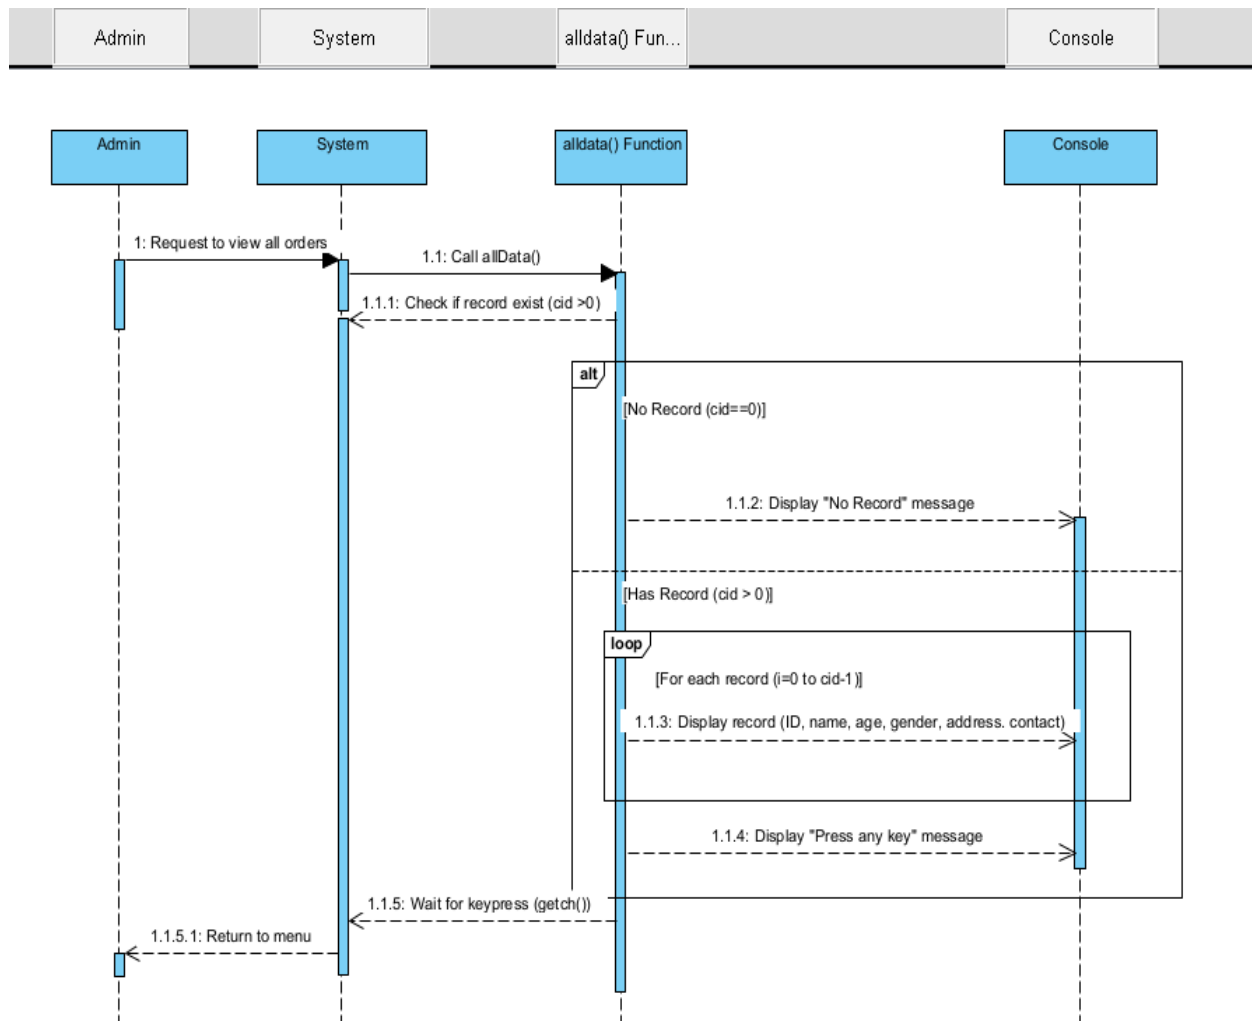 Admin
System
alldata() Fun...
Console
Admin
System
alldata() Function
Console
1: Request to view all orders
1.1: Call allData()
1.1.1: Check if record exist (cid >0)
alt
[No Record (cid==0)]
1.1.2: Display "No Record" message
[Has Record (cid > 0)]
loop
[For each record (i=0 to cid-1)]
1.1.3: Display record (ID, name, age, gender, address. contact)
1.1.4: Display "Press any key" message
1.1.5: Wait for keypress (getch())
1.1.5.1: Return to menu